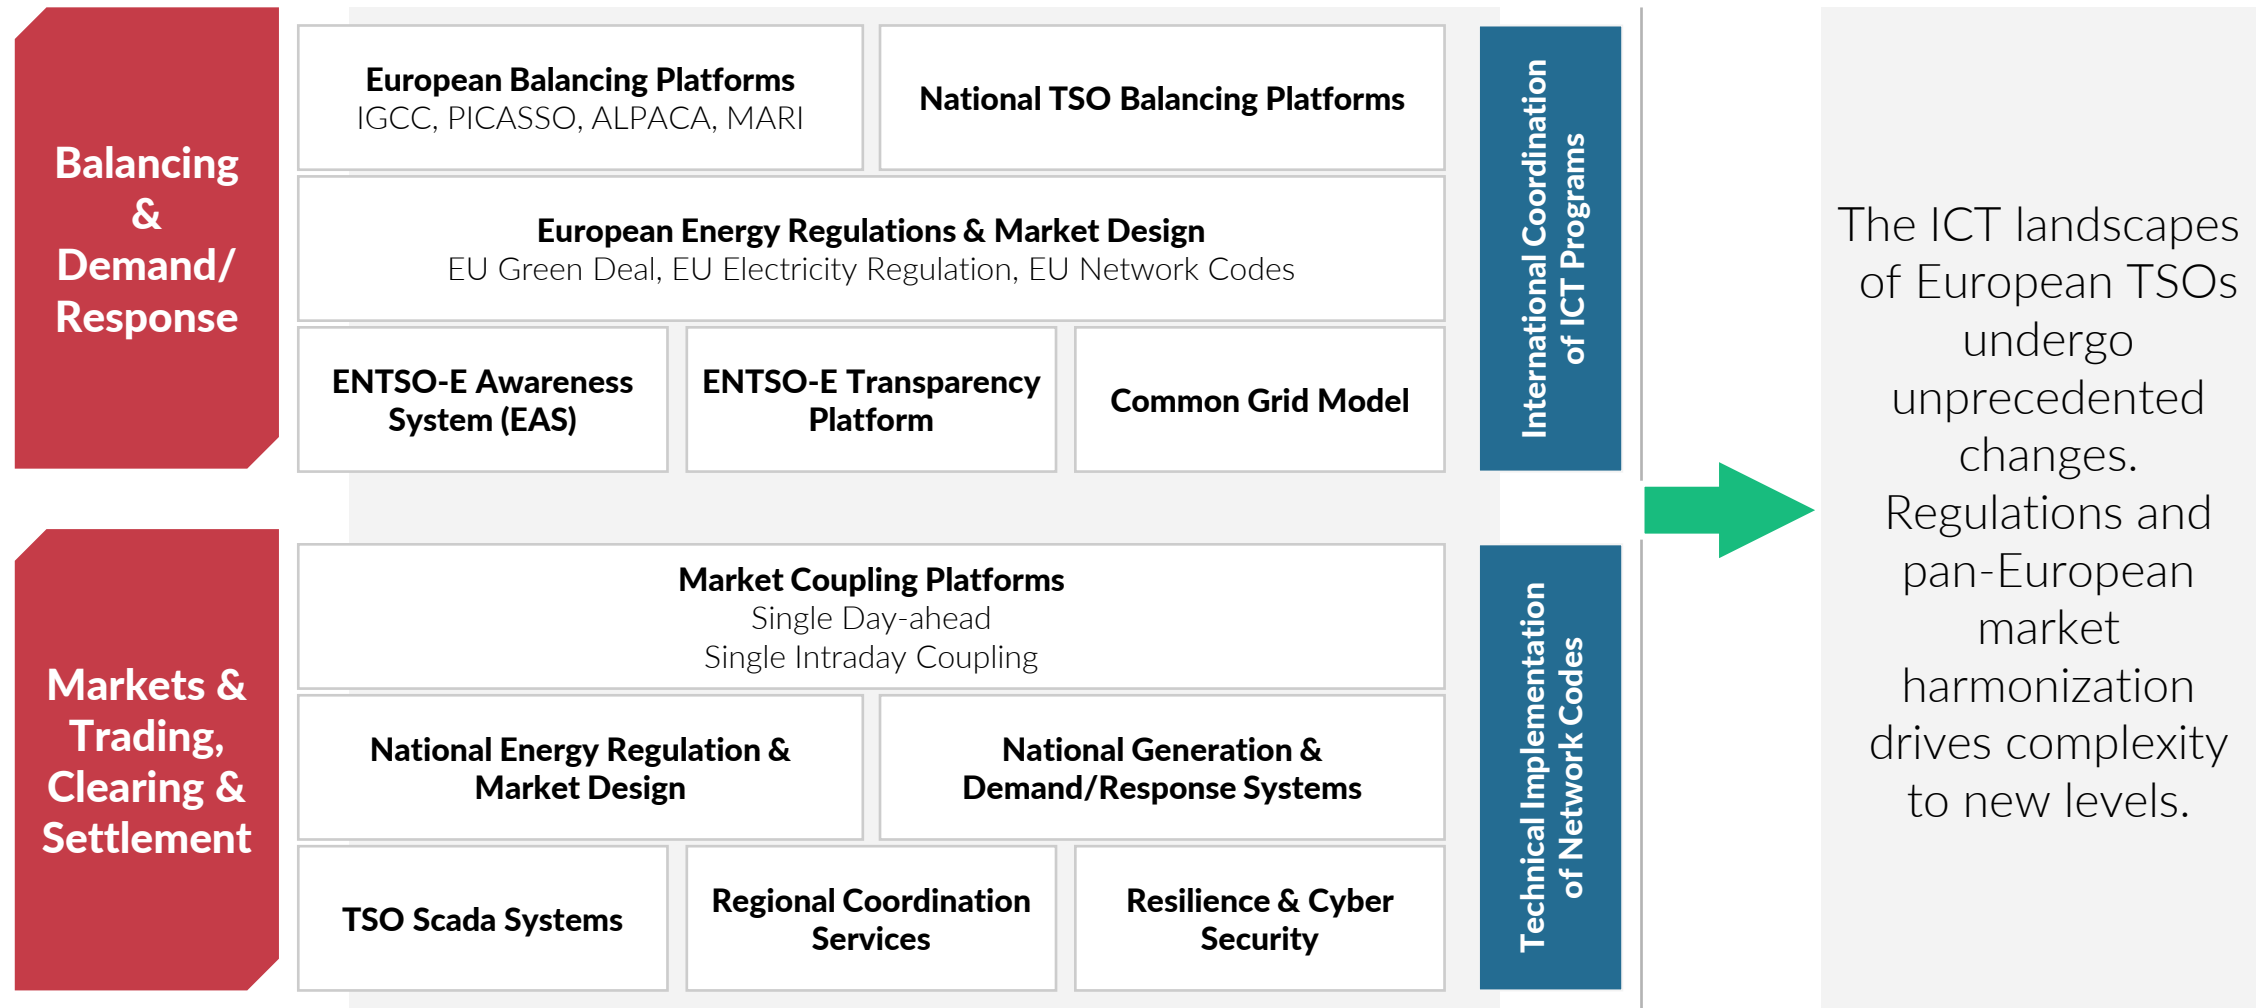 Balancing
&
Demand/
Response
European Balancing Platforms
IGCC, PICASSO, ALPACA, MARI
National TSO Balancing Platforms
European Energy Regulations & Market Design
EU Green Deal, EU Electricity Regulation, EU Network Codes
ENTSO-E Awareness
System (EAS)
ENTSO-E Transparency
Platform
Common Grid Model
International Coordination
of ICT Programs
Markets &
Trading,
Clearing &
Settlement
Market Coupling Platforms
Single Day-ahead
Single Intraday Coupling
National Energy Regulation &
Market Design
National Generation &
Demand/Response Systems
TSO Scada Systems
Regional Coordination
Services
Resilience & Cyber
Security
Technical Implementation
of Network Codes
The ICT landscapes
of European TSOs
undergo
unprecedented
changes.
Regulations and
pan-European
market
harmonization
drives complexity
to new levels.